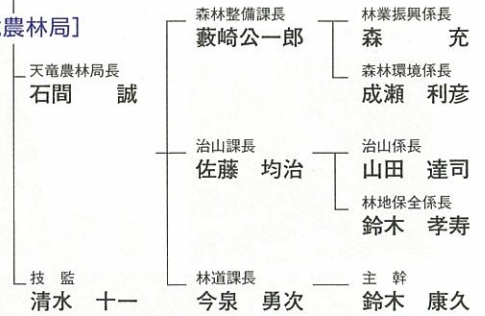 農林局]
天竜農林局長
石間 誠
技 監
清水 十一
森林整備課長
藪崎公一郎
治山課長
佐藤 均治
林道課長
今泉 勇次
林業振興係長
森 充
森林環境係長
成瀬 利彦
治山係長
山田 達司
林地保全係長
鈴木 孝寿
主 幹
鈴木 康久